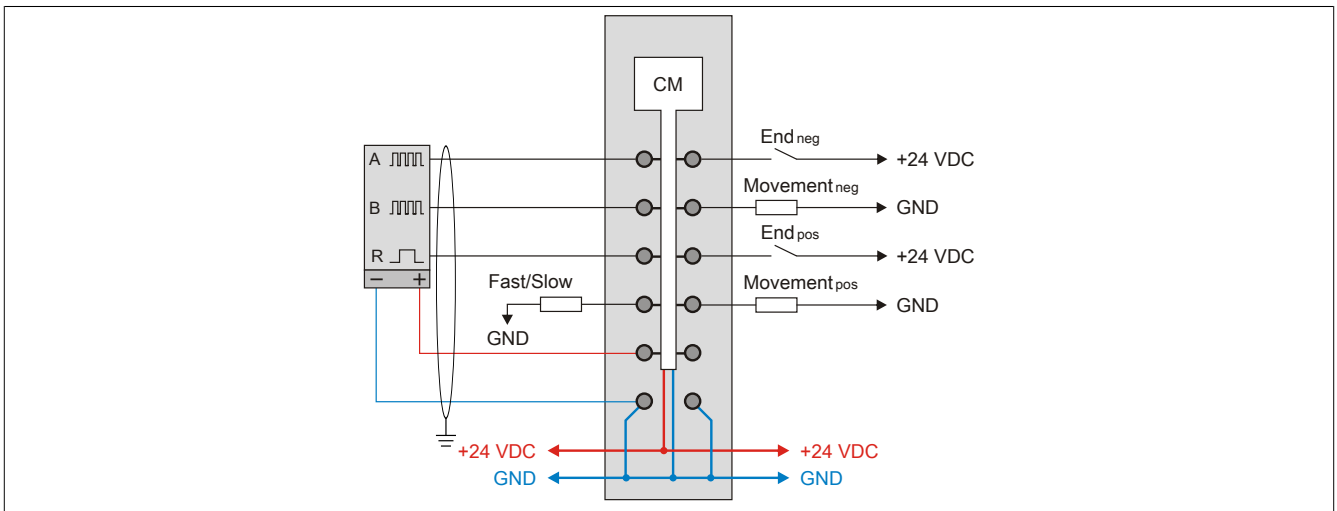 CM
End neg
A
+24 VDC
Movement neg
B
GND
End pos
R
+24 VDC
− +
Fast/Slow
Movement pos
GND
GND
+24 VDC
+24 VDC
GND
GND